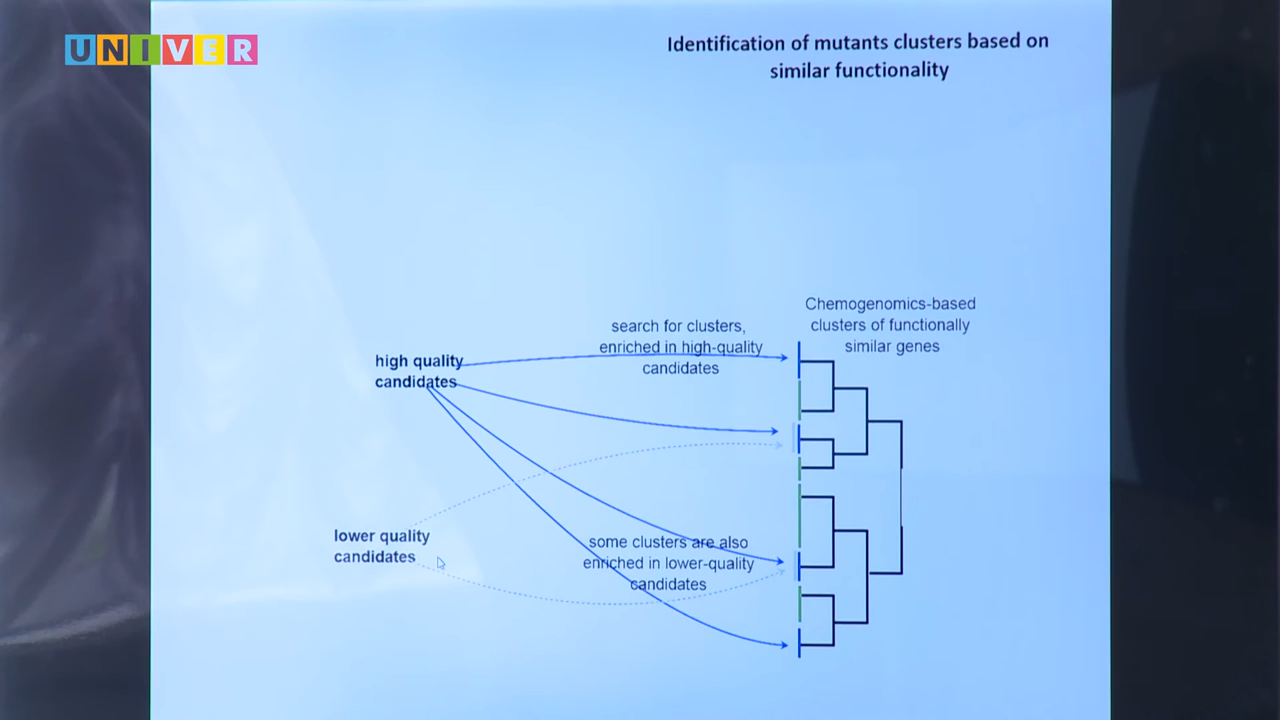 UNIVER
Identification of mutants clusters based on
similar functionality
Chemogenomics-based
clusters of functionally
similar genes
search for clusters,
enriched in high-quality
candidates
high quality
candidates
lower quality
candidates
some clusters are also
enriched in lower-quality
candidates